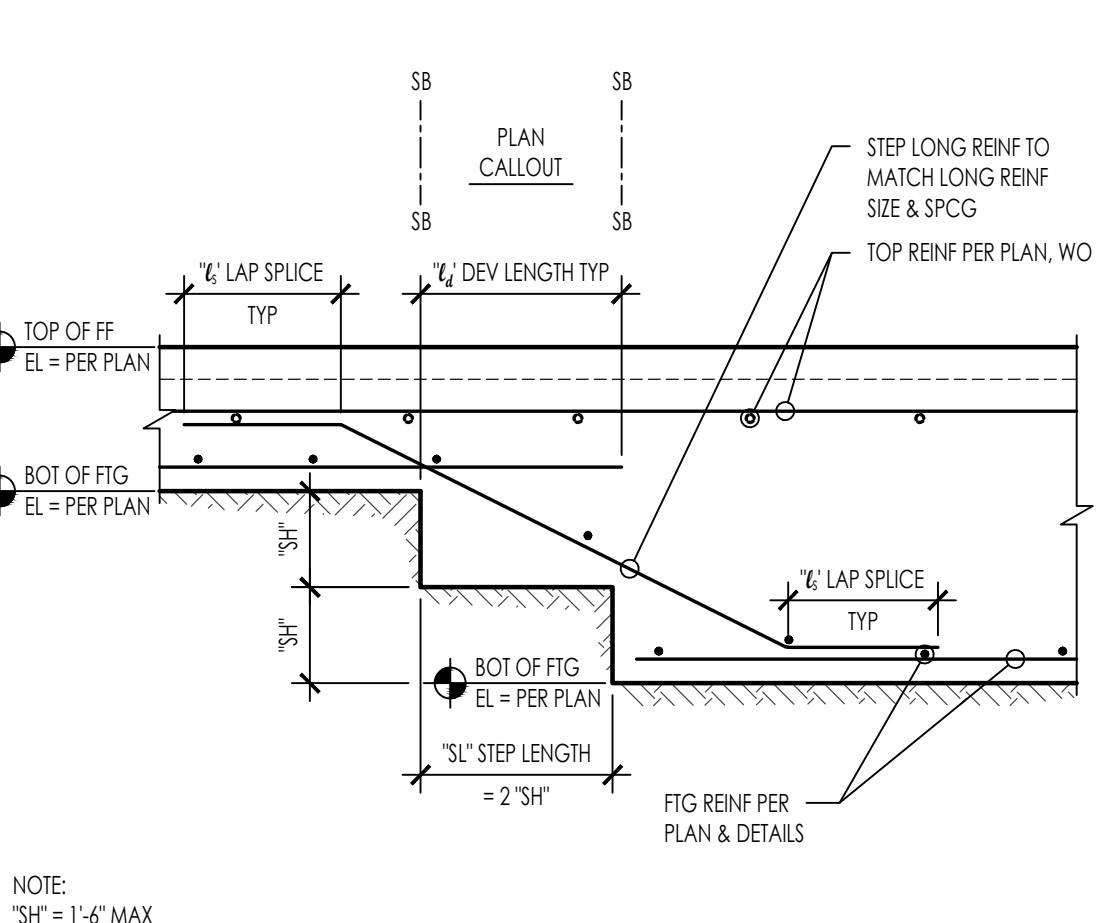 SB
SB
PLAN
CALLOUT
SB
SB
STEP LONG REINF TO
MATCH LONG REINF
SIZE & SPCG
TOP REINF PER PLAN, WO
"ℓs' LAP SPLICE
TYP
"ℓd' DEV LENGTH TYP
TOP OF FF
EL = PER PLAN
BOT OF FTG
EL = PER PLAN
"SH"
"SH"
"ℓs' LAP SPLICE
TYP
BOT OF FTG
EL = PER PLAN
"SL" STEP LENGTH
= 2 "SH"
FTG REINF PER
PLAN & DETAILS
NOTE:
"SH" = 1'-6" MAX